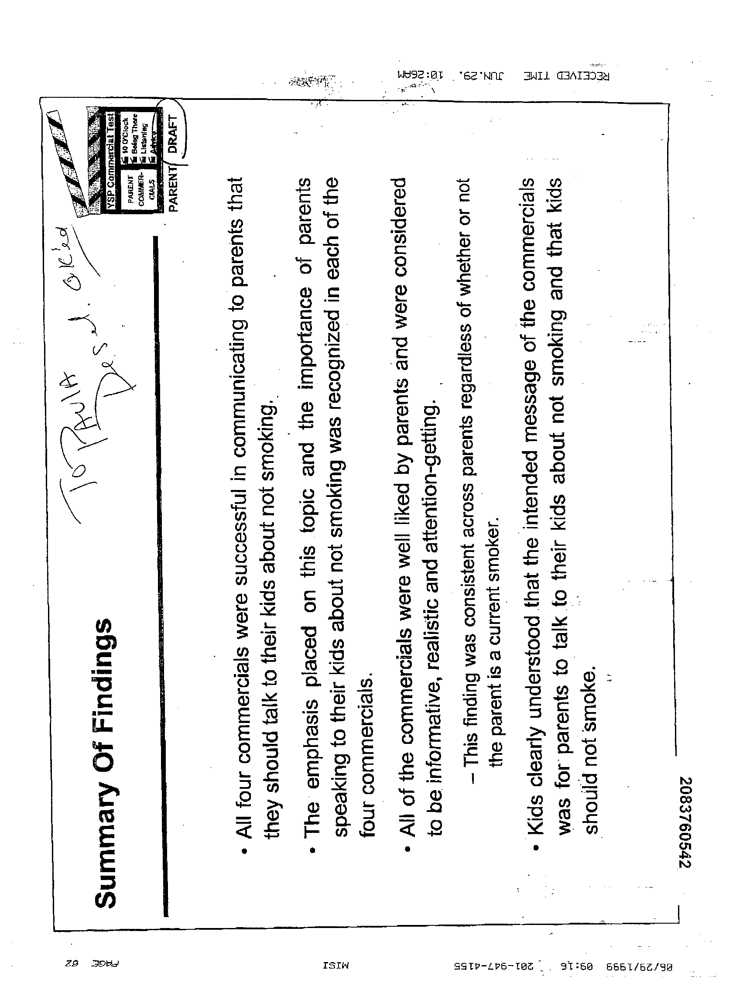 RECEIVED TIME JUN.29. 10:26AM
TO PAULA
YSP Commercial Test
PARENT
COMMER-
CIALS
10 O'Clock
Being There
Listening
PARENT DRAFT
Summary Of Findings
• All four commercials were successful in communicating to parents that
they should talk to their kids about not smoking.
• The emphasis placed on this topic and the importance of parents
speaking to their kids about not smoking was recognized in each of the
four commercials.
• All of the commercials were well liked by parents and were considered
to be informative, realistic and attention-getting.
– This finding was consistent across parents regardless of whether or not
the parent is a current smoker.
• Kids clearly understood that the intended message of the commercials
was for parents to talk to their kids about not smoking and that kids
should not smoke.
2083760542
06/29/1999 09:16 201-947-4155 MISI PAGE 02